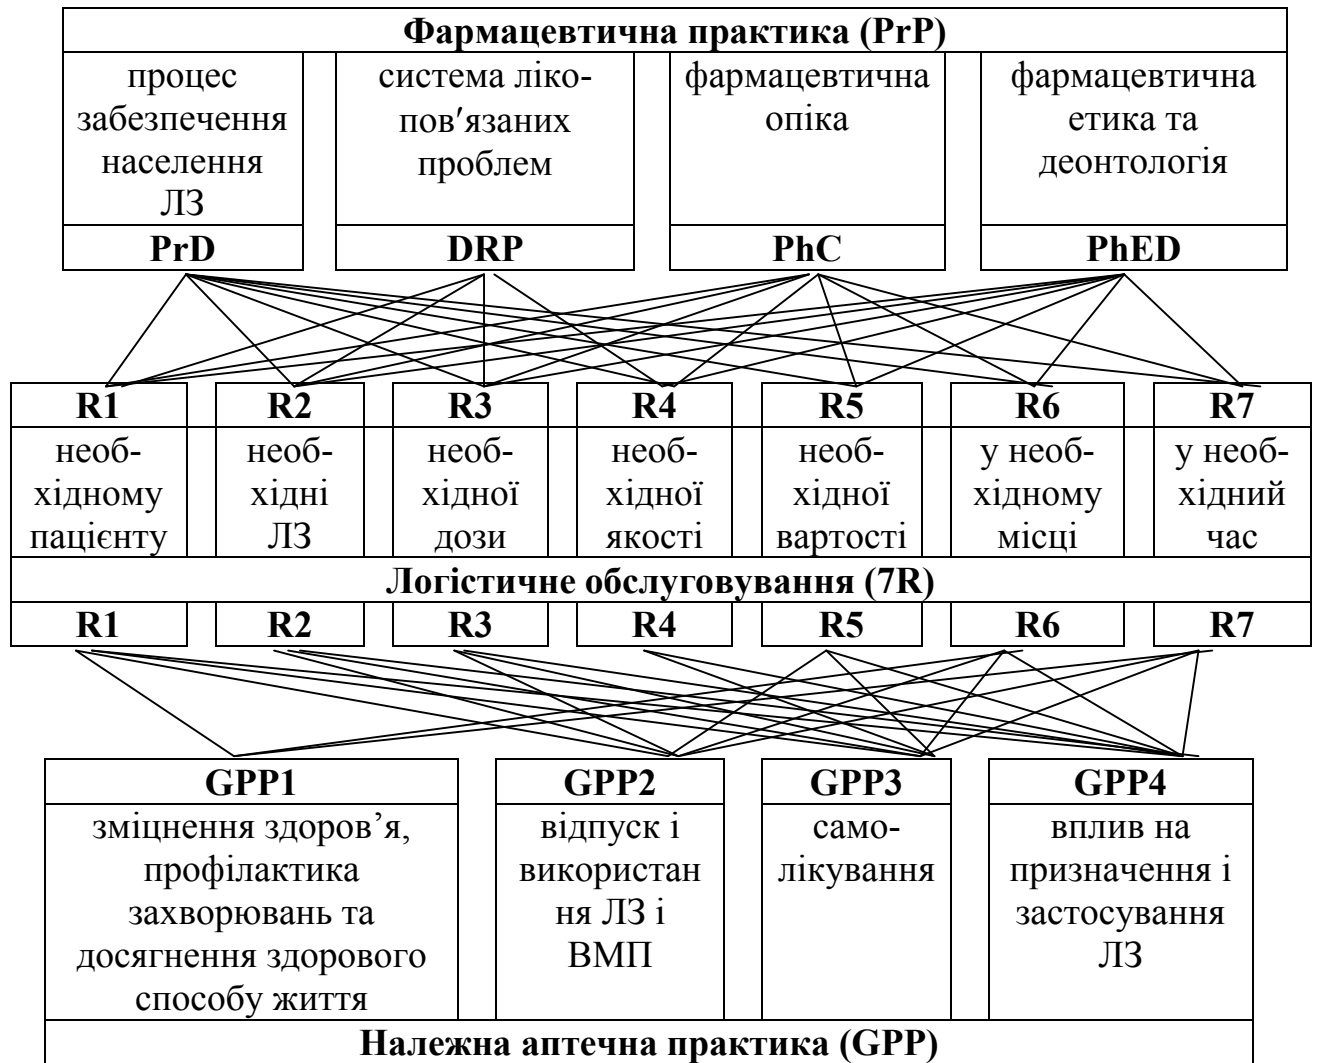 Фармацевтична практика (PrP)
процес
забезпечення
населення
ЛЗ
PrD
система ліко-
пов′язаних
проблем
DRP
фармацевтична
опіка
PhC
фармацевтична
етика та
деонтологія
PhED
R1
необ-
хідному
пацієнту
R2
необ-
хідні
ЛЗ
R3
необ-
хідної
дози
R4
необ-
хідної
якості
R5
необ-
хідної
вартості
R6
у необ-
хідному
місці
R7
у необ-
хідний
час
Логістичне обслуговування (7R)
R1
R2
R3
R4
R5
R6
R7
GPP1
зміцнення здоров’я,
профілактика
захворювань та
досягнення здорового
способу життя
GPP2
відпуск і
використан
ня ЛЗ і
ВМП
GPP3
само-
лікування
GPP4
вплив на
призначення і
застосування
ЛЗ
Належна аптечна практика (GPP)